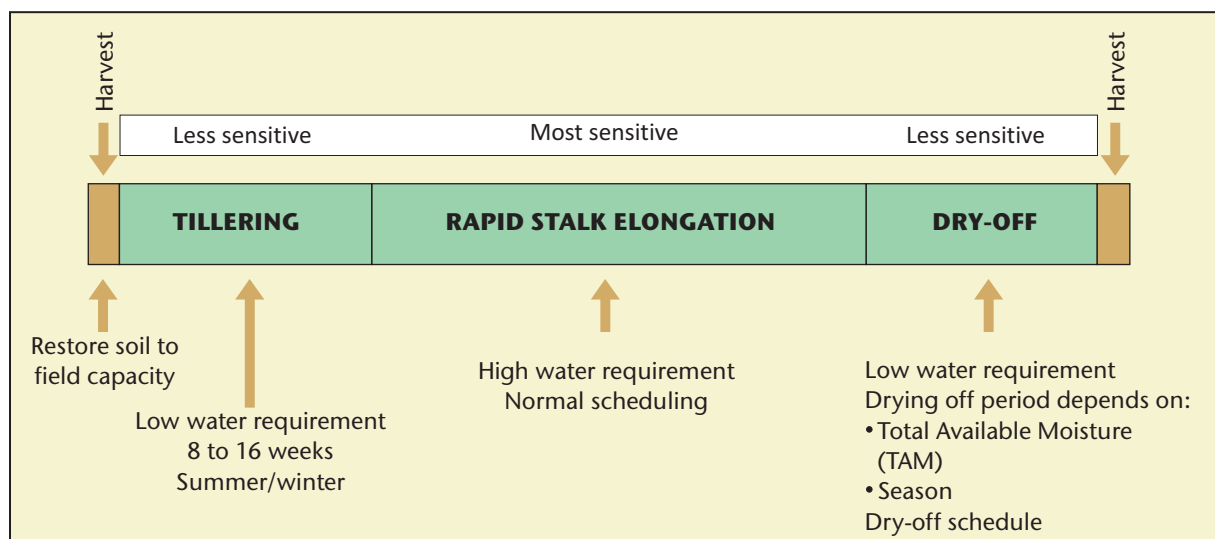 Harvest
Harvest
Less sensitive
Most sensitive
Less sensitive
TILLERING
RAPID STALK ELONGATION
DRY-OFF
Restore soil to
field capacity
Low water requirement
8 to 16 weeks
Summer/winter
High water requirement
Normal scheduling
Low water requirement
Drying off period depends on:
• Total Available Moisture
(TAM)
• Season
Dry-off schedule